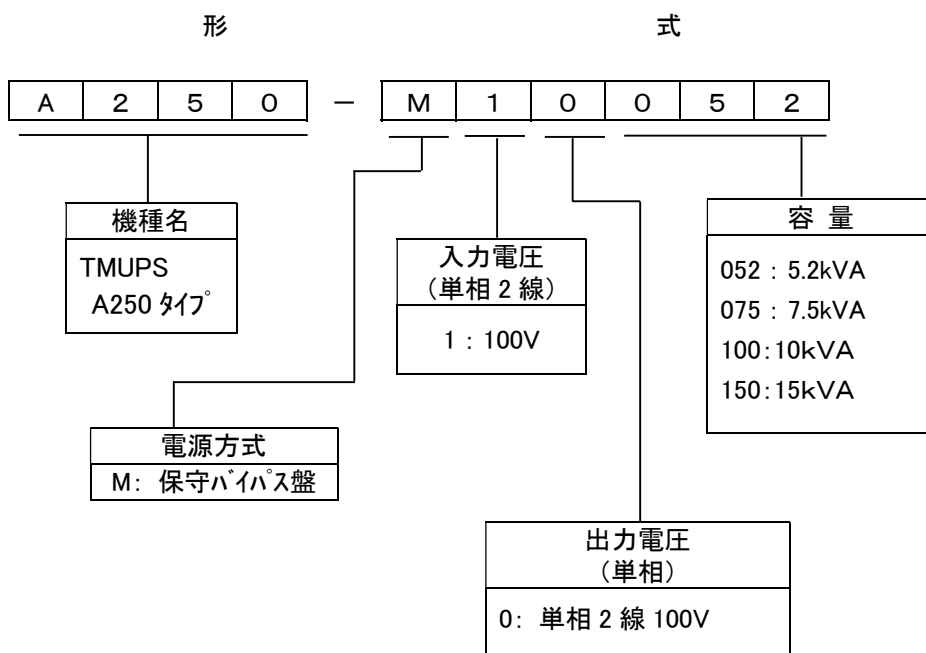 形 式
A 2 5 0 － M 1 0 0 5 2
機種名
TMUPS
A250 ﾀｲﾌﾟ
入力電圧
（単相 2 線）
1 : 100V
容 量
052 : 5.2kVA
075 : 7.5kVA
100:10kVA
150:15kVA
電源方式
M: 保守ﾊﾞｲﾊﾟｽ盤
出力電圧
（単相）
0: 単相 2 線 100V